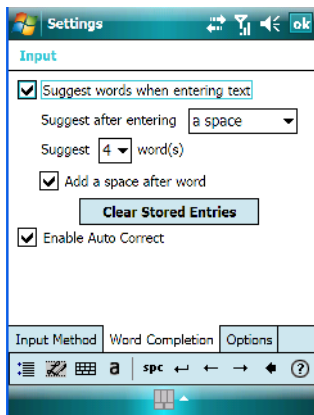 Settings ok
Input
Suggest words when entering text
Suggest after entering a space
Suggest 4 word(s)
Add a space after word
Clear Stored Entries
Enable Auto Correct
Input Method Word Completion Options
a spc ?